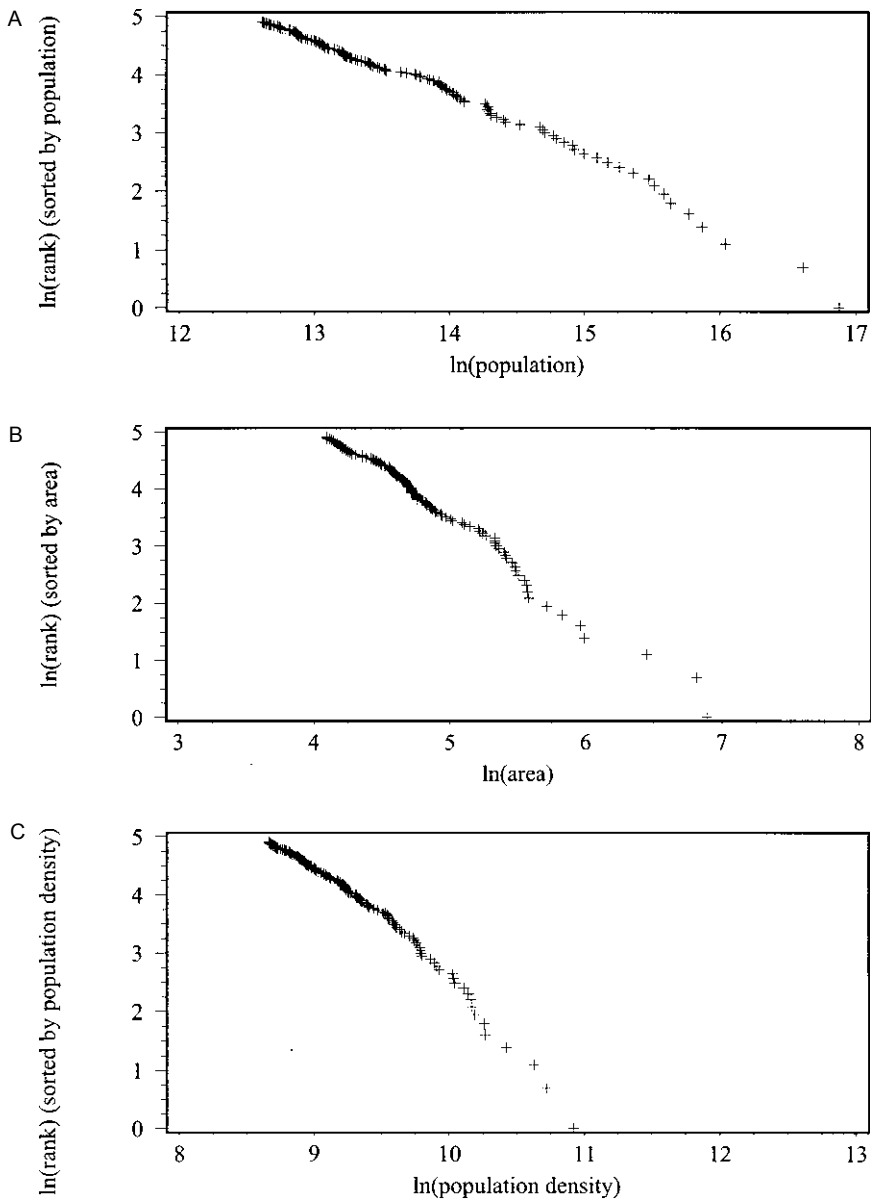 A
ln(rank) (sorted by population)
5
4
3
2
1
0
12 13 14 15 16 17
ln(population)
B
ln(rank) (sorted by area)
5
4
3
2
1
0
3 4 5 6 7 8
ln(area)
C
ln(rank) (sorted by population density)
5
4
3
2
1
0
8 9 10 11 12 13
ln(population density)